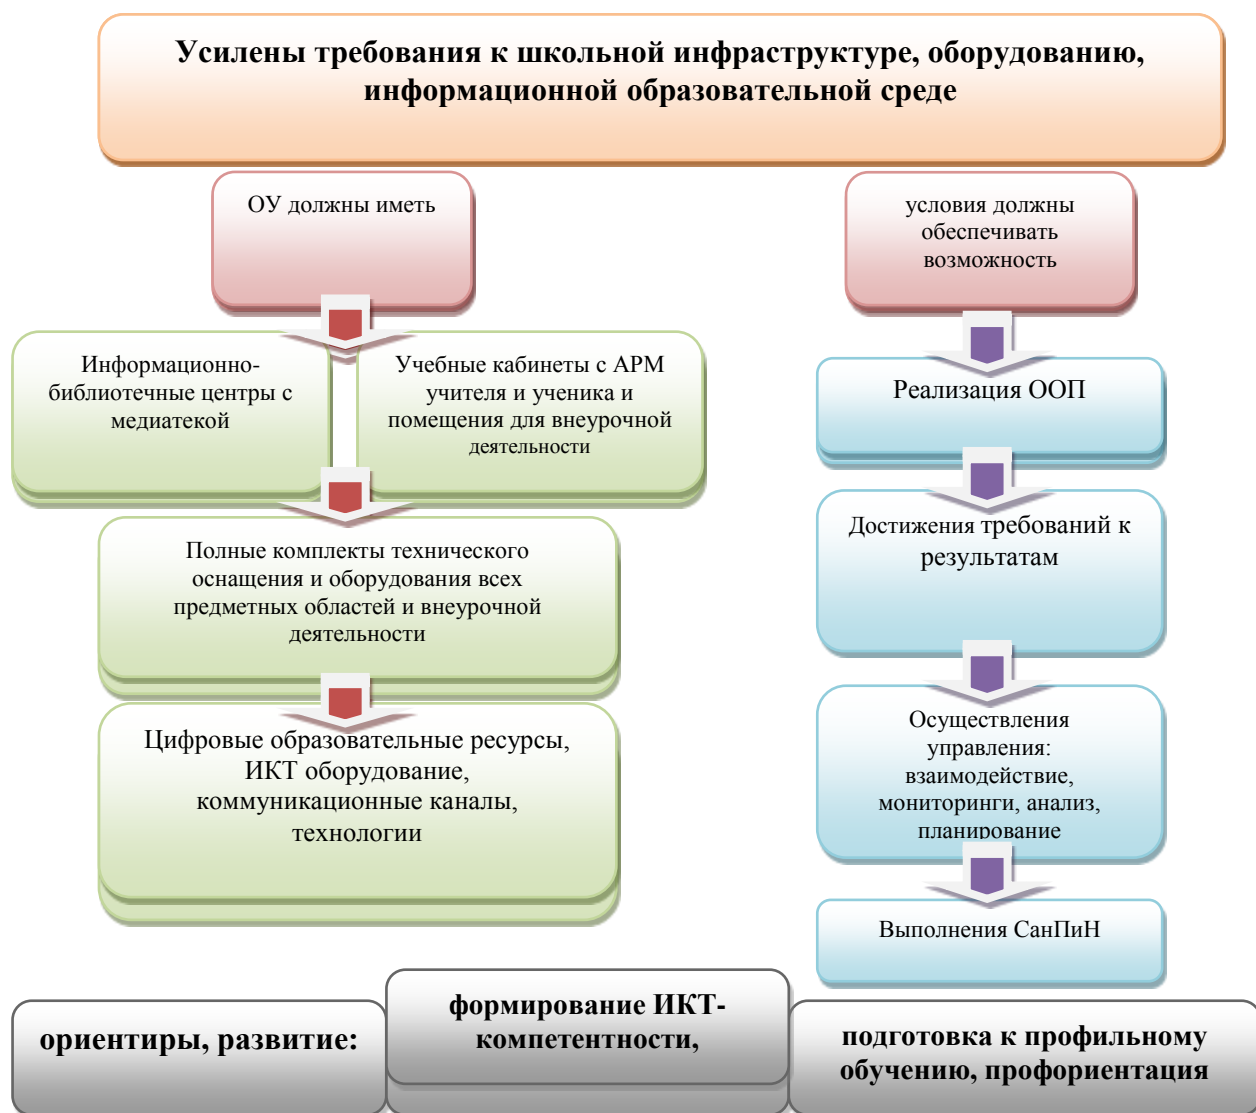 Усилены требования к школьной инфраструктуре, оборудованию,
информационной образовательной среде
ОУ должны иметь
условия должны
обеспечивать
возможность
Информационно-
библиотечные центры с
медиатекой
Учебные кабинеты с АРМ
учителя и ученика и
помещения для внеурочной
деятельности
Полные комплекты технического
оснащения и оборудования всех
предметных областей и внеурочной
деятельности
Цифровые образовательные ресурсы,
ИКТ оборудование,
коммуникационные каналы,
технологии
Реализация ООП
Достижения требований к
результатам
Осуществления
управления:
взаимодействие,
мониторинги, анализ,
планирование
Выполнения СанПиН
ориентиры, развитие:
формирование ИКТ-
компетентности,
подготовка к профильному
обучению, профориентация